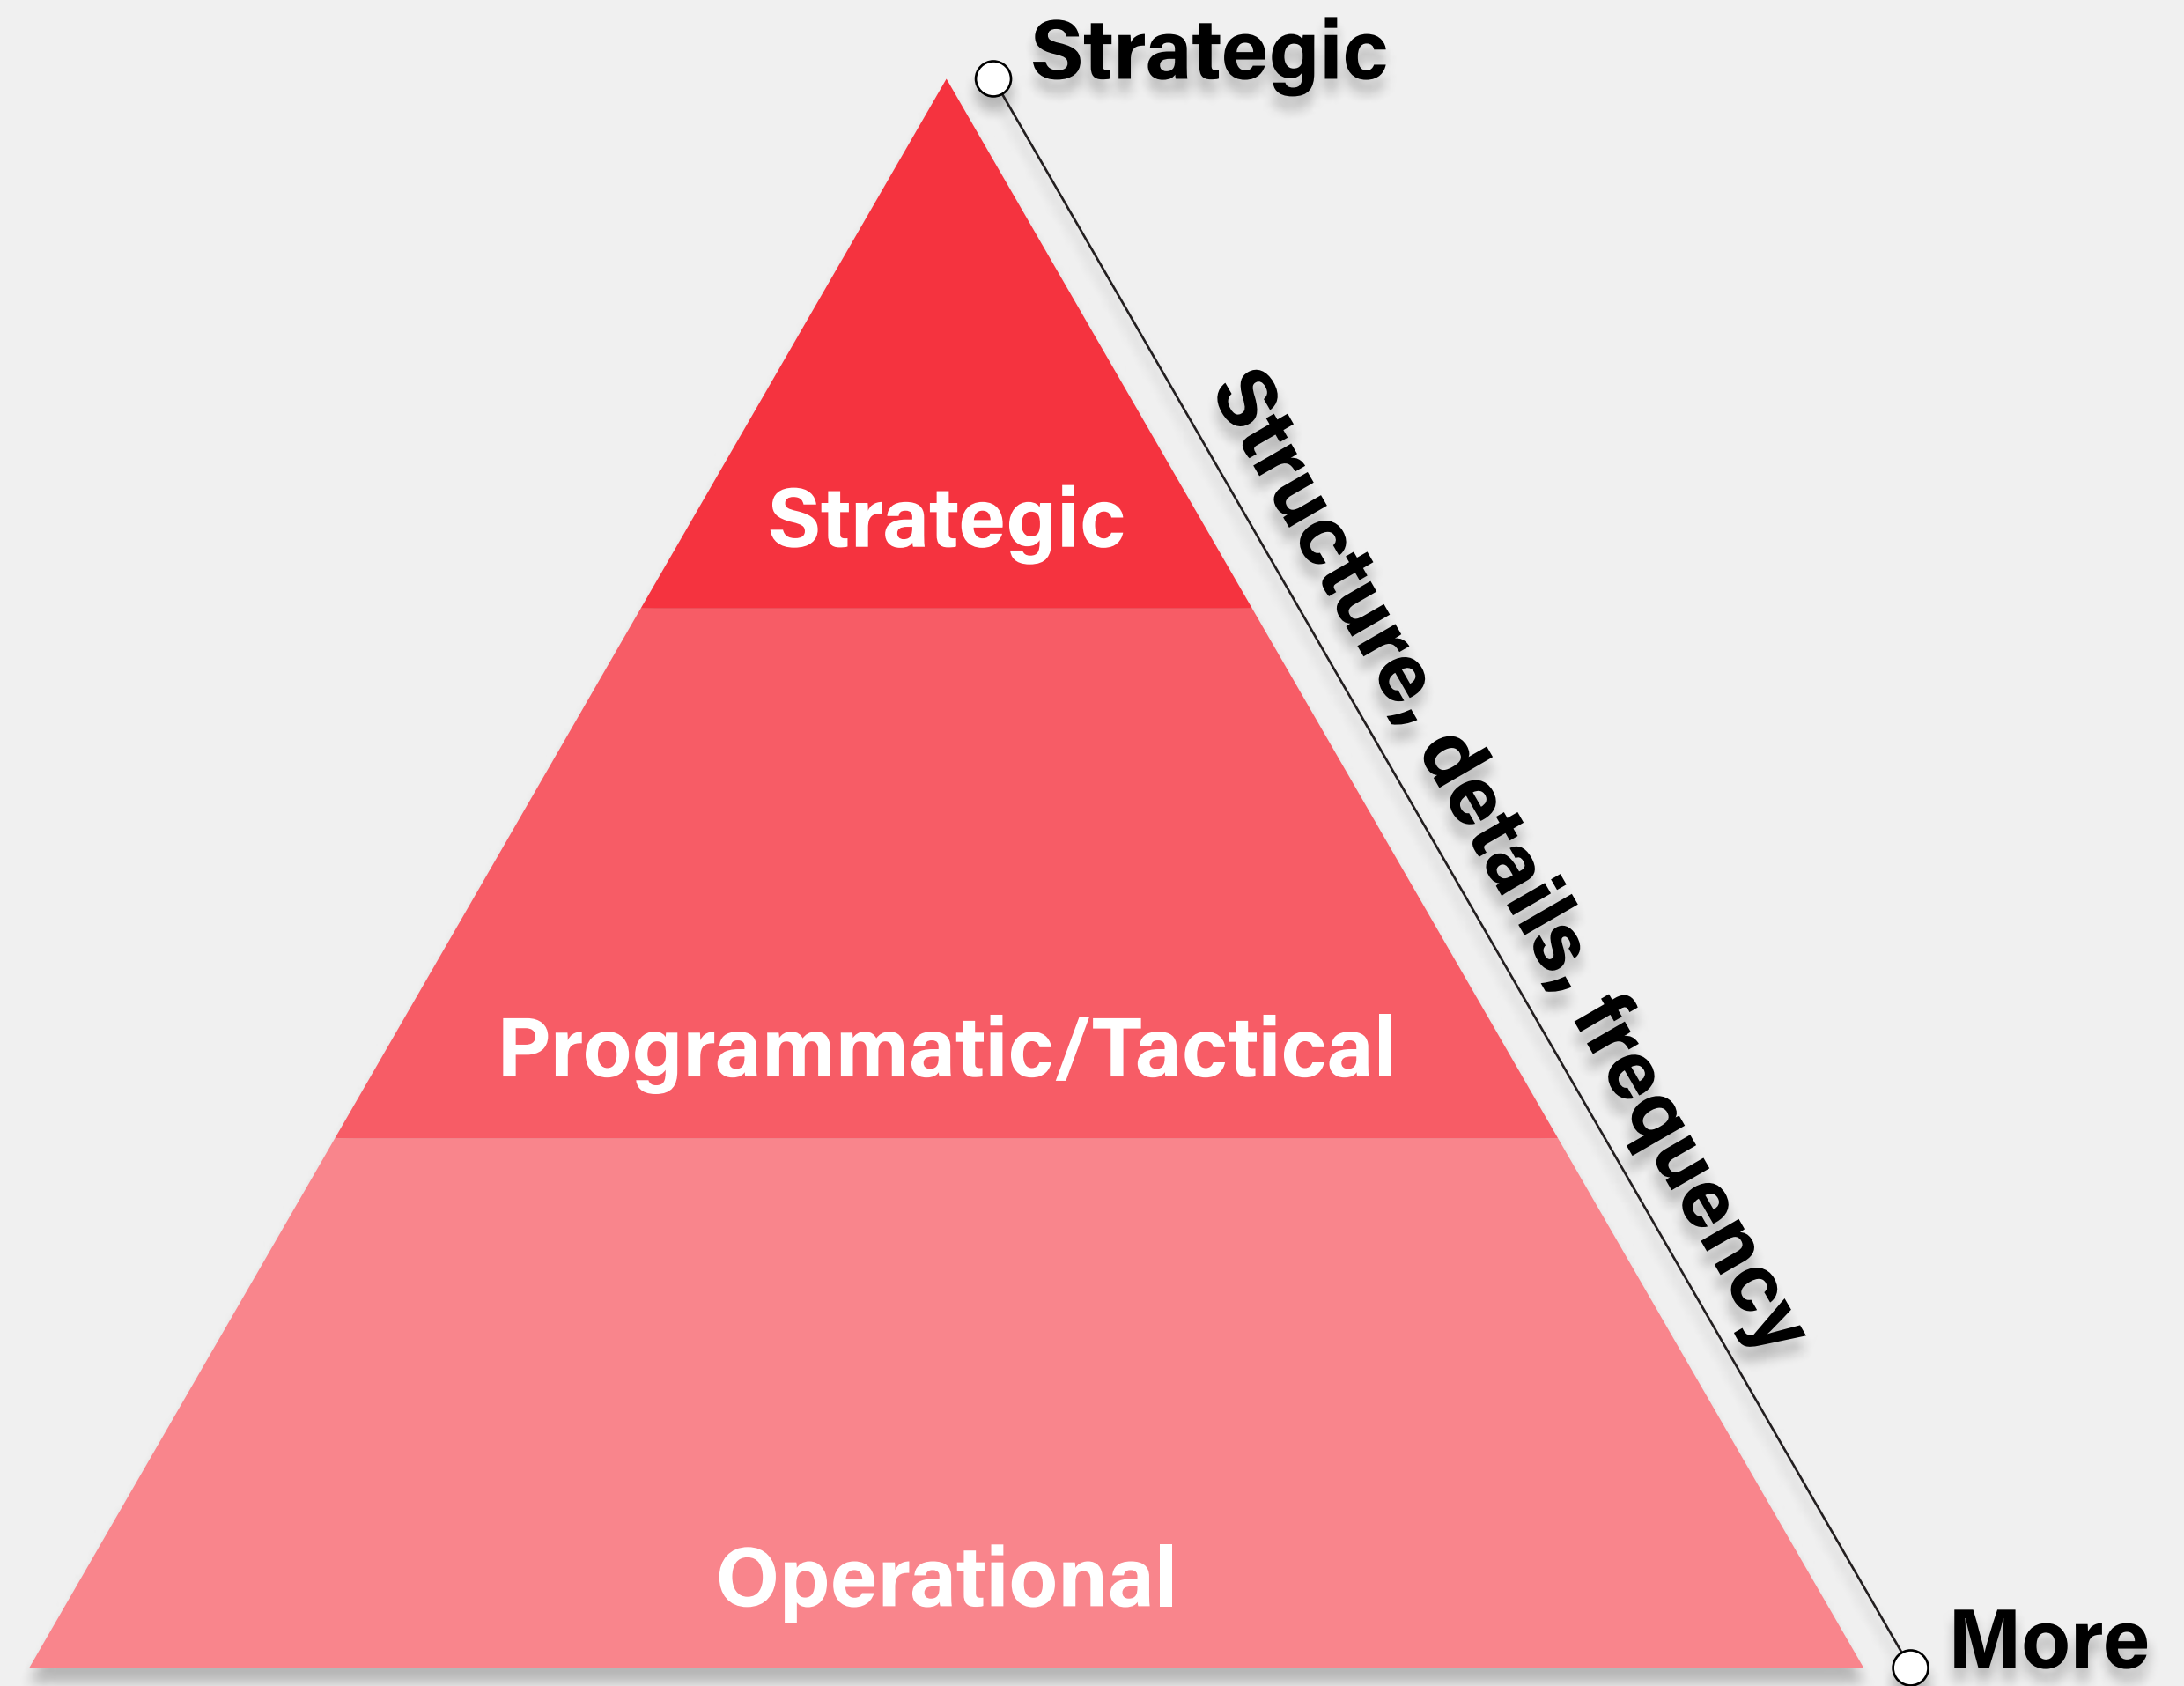 Strategic
Strategic
Structure, details, frequency
Programmatic/Tactical
Operational
More